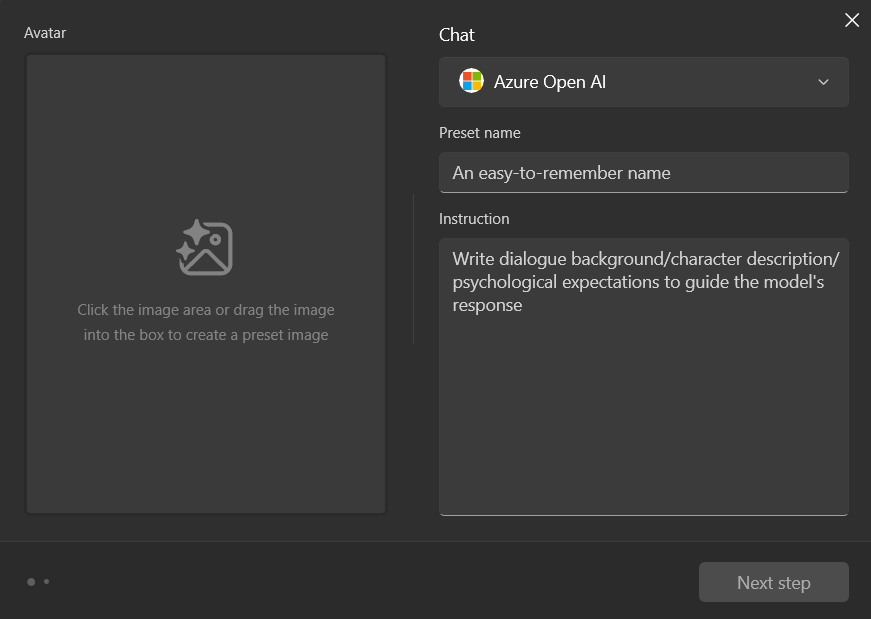 Avatar
Click the image area or drag the image
into the box to create a preset image
Chat
Azure Open AI
Preset name
An easy-to-remember name
Instruction
Write dialogue background/character description/
psychological expectations to guide the model's
response
Next step